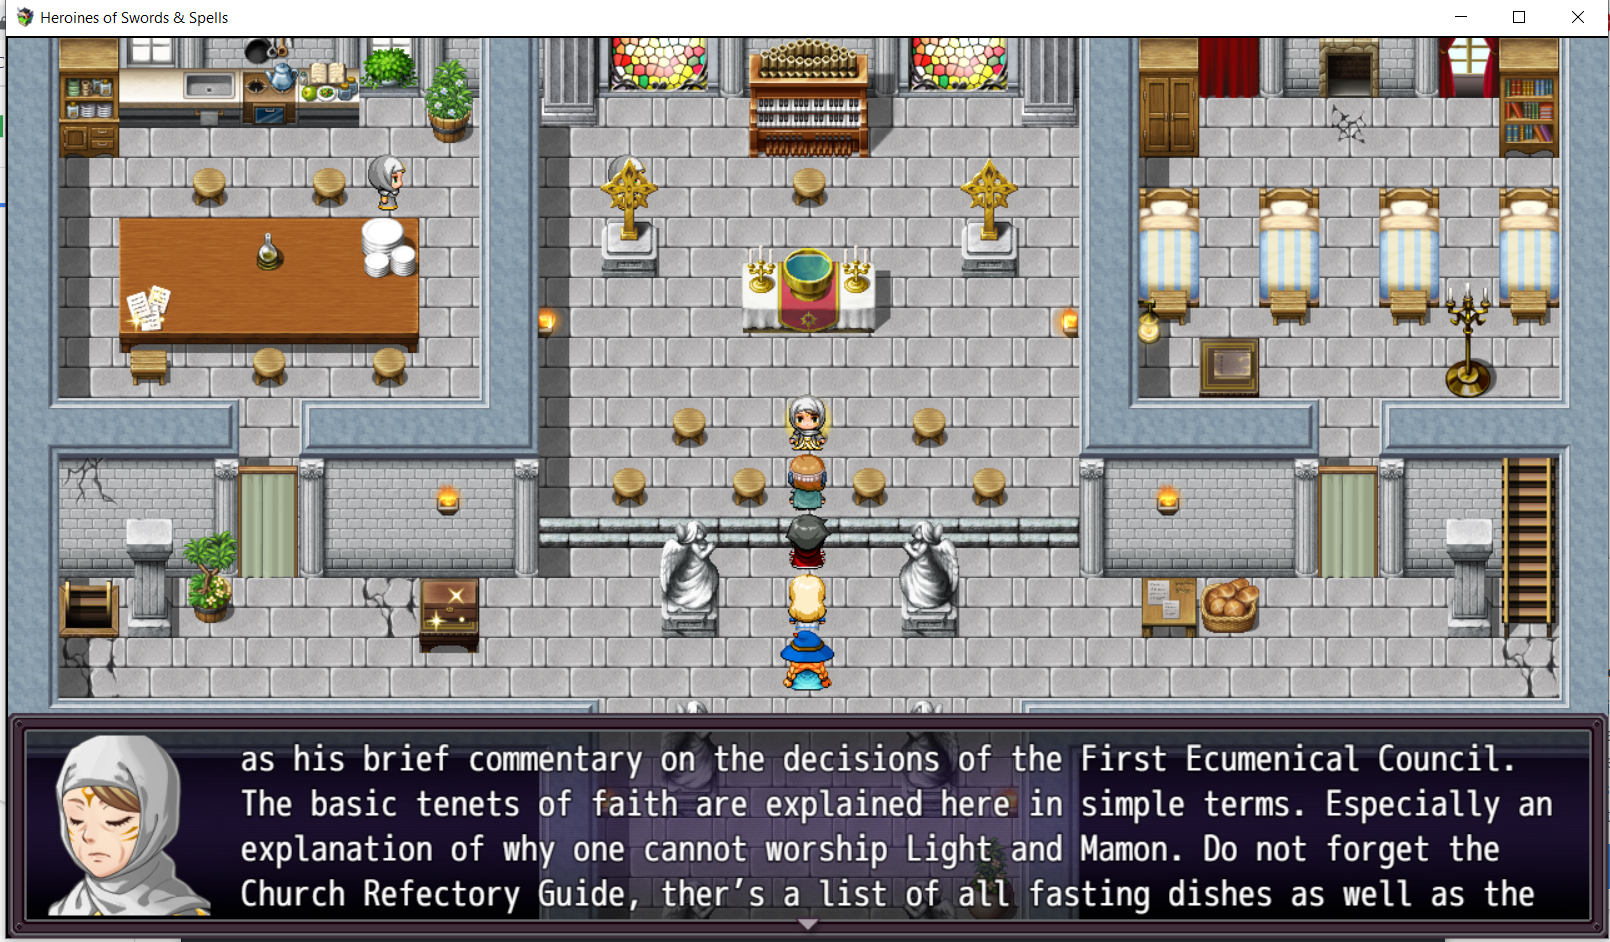 Heroines of Swords & Spells
as his brief commentary on the decisions of the First Ecumenical Council.
The basic tenets of faith are explained here in simple terms. Especially an
explanation of why one cannot worship Light and Mamon. Do not forget the
Church Refectory Guide, ther's a list of all fasting dishes as well as the